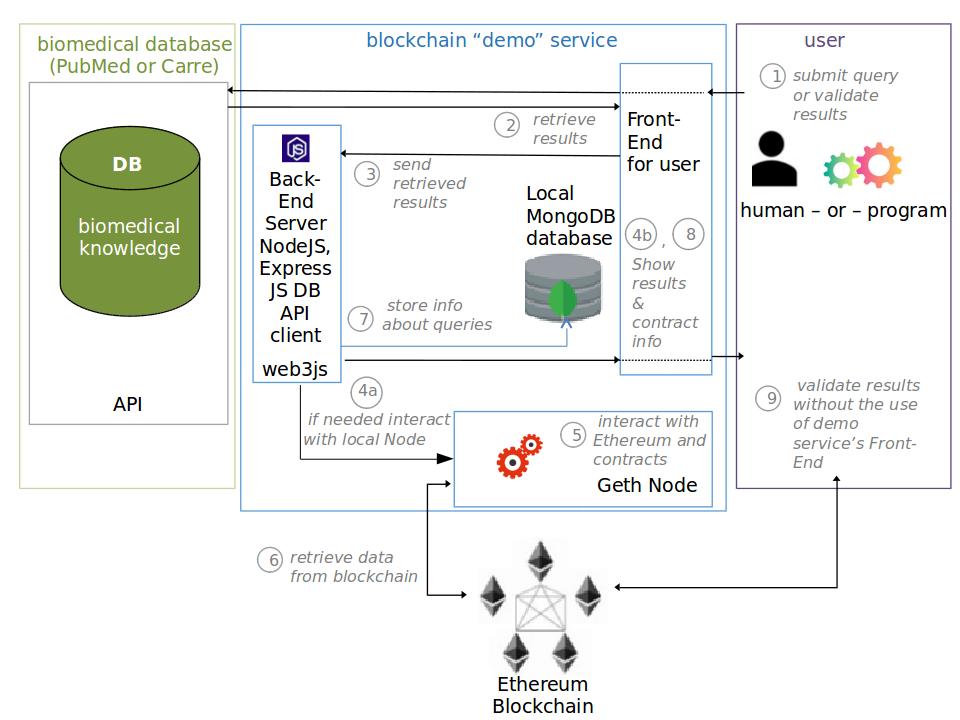 biomedical database
(PubMed or Carre)
DB
biomedical
knowledge
API
blockchain “demo” service
JS
Back-
End
Server
NodeJS,
Express
JS DB
API
client
web3js
2 retrieve
results
3 send
retrieved
results
Local
MongoDB
database
7 store info
about queries
4a
if needed interact
with local Node
Front-
End
for user
4b , 8
Show
results
&
contract
info
5 interact with
Ethereum and
contracts
Geth Node
user
1 submit query
or validate
results
human – or – program
9 validate results
without the use
of demo
service’s Front-
End
6 retrieve data
from blockchain
Ethereum
Blockchain